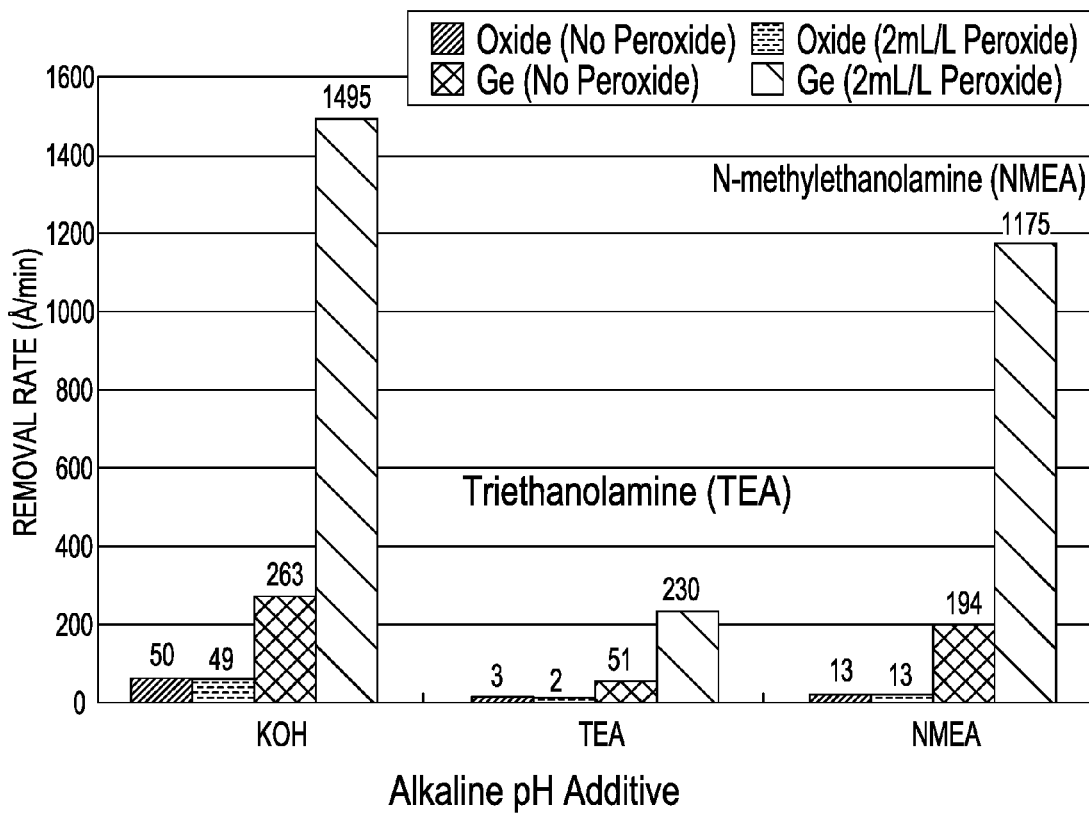 Oxide (No Peroxide) Oxide (2mL/L Peroxide)
Ge (No Peroxide) Ge (2mL/L Peroxide)
REMOVAL RATE (Å/min)
1600
1400
1200
1000
800
600
400
200
0
1495
N-methylethanolamine (NMEA)
1175
Triethanolamine (TEA)
50 49 263
3 2 51 230
13 13 194
KOH TEA NMEA
Alkaline pH Additive